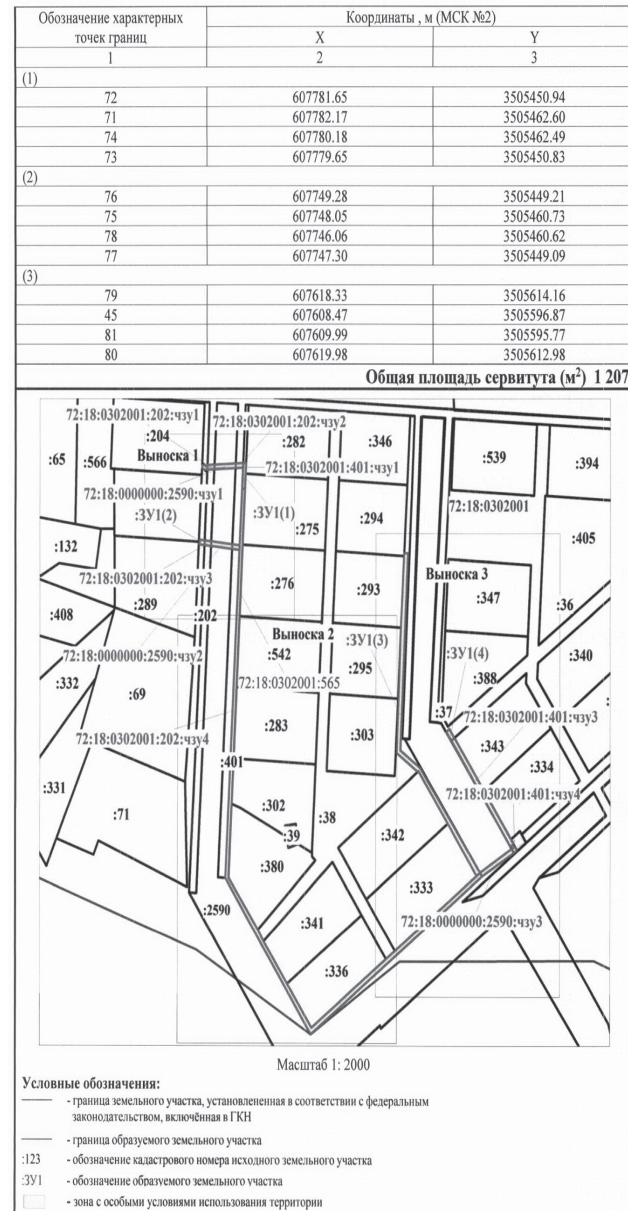 Обозначение характерных точек границ Координаты , м (МСК №2)
X Y
1 2 3
(1)
72 607781.65 3505450.94
71 607782.17 3505462.60
74 607780.18 3505462.49
73 607779.65 3505450.83
(2)
76 607749.28 3505449.21
75 607748.05 3505460.73
78 607746.06 3505460.62
77 607747.30 3505449.09
(3)
79 607618.33 3505614.16
45 607608.47 3505596.87
81 607609.99 3505595.77
80 607619.98 3505612.98
Общая площадь сервитута (м²) 1 207
72:18:0302001:202:чзу1
72:18:0302001:202:чзу2
:204
:282
:346
:65
:566
Выноска 1
:539
:394
72:18:0302001:401:чзу1
72:18:0000000:2590:чзу1
72:18:0302001
:ЗУ1(2)
:ЗУ1(1)
:275
:294
:132
:405
72:18:0302001:202:чзу3
:276
:293
Выноска 3
:289
:202
:347
:36
:408
Выноска 2
:ЗУ1(3)
72:18:0000000:2590:чзу2
:542
:295
:ЗУ1(4)
:340
:332
:388
72:18:0302001:565
:69
:37
72:18:0302001:401:чзу3
:283
:303
72:18:0302001:202:чзу4
:343
:401
:334
:331
72:18:0302001:401:чзу4
:71
:302
:38
:39
:342
:380
:333
:2590
:341
72:18:0000000:2590:чзу3
:336
Масштаб 1: 2000
Условные обозначения:
- граница земельного участка, установлененная в соответствии с федеральным
законодательством, включённая в ГКН
- граница образуемого земельного участка
:123 - обозначение кадастрового номера исходного земельного участка
:ЗУ1 - обозначение образуемого земельного участка
- зона с особыми условиями использования территории